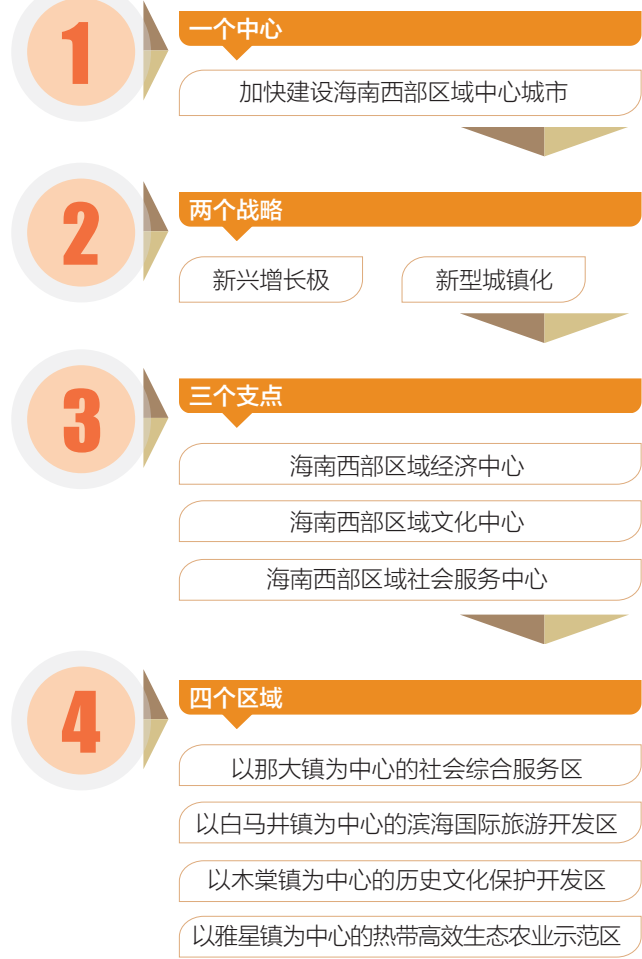 1
一个中心
加快建设海南西部区域中心城市
2
两个战略
新兴增长极
新型城镇化
3
三个支点
海南西部区域经济中心
海南西部区域文化中心
海南西部区域社会服务中心
4
四个区域
以那大镇为中心的社会综合服务区
以白马井镇为中心的滨海国际旅游开发区
以木棠镇为中心的历史文化保护开发区
以雅星镇为中心的热带高效生态农业示范区